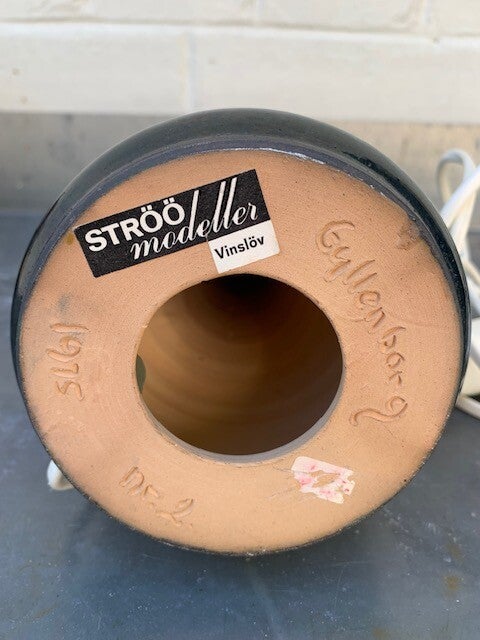 STRÖÖ
modeller
Vinslöv
Gyllenborg
1975
nr. 2